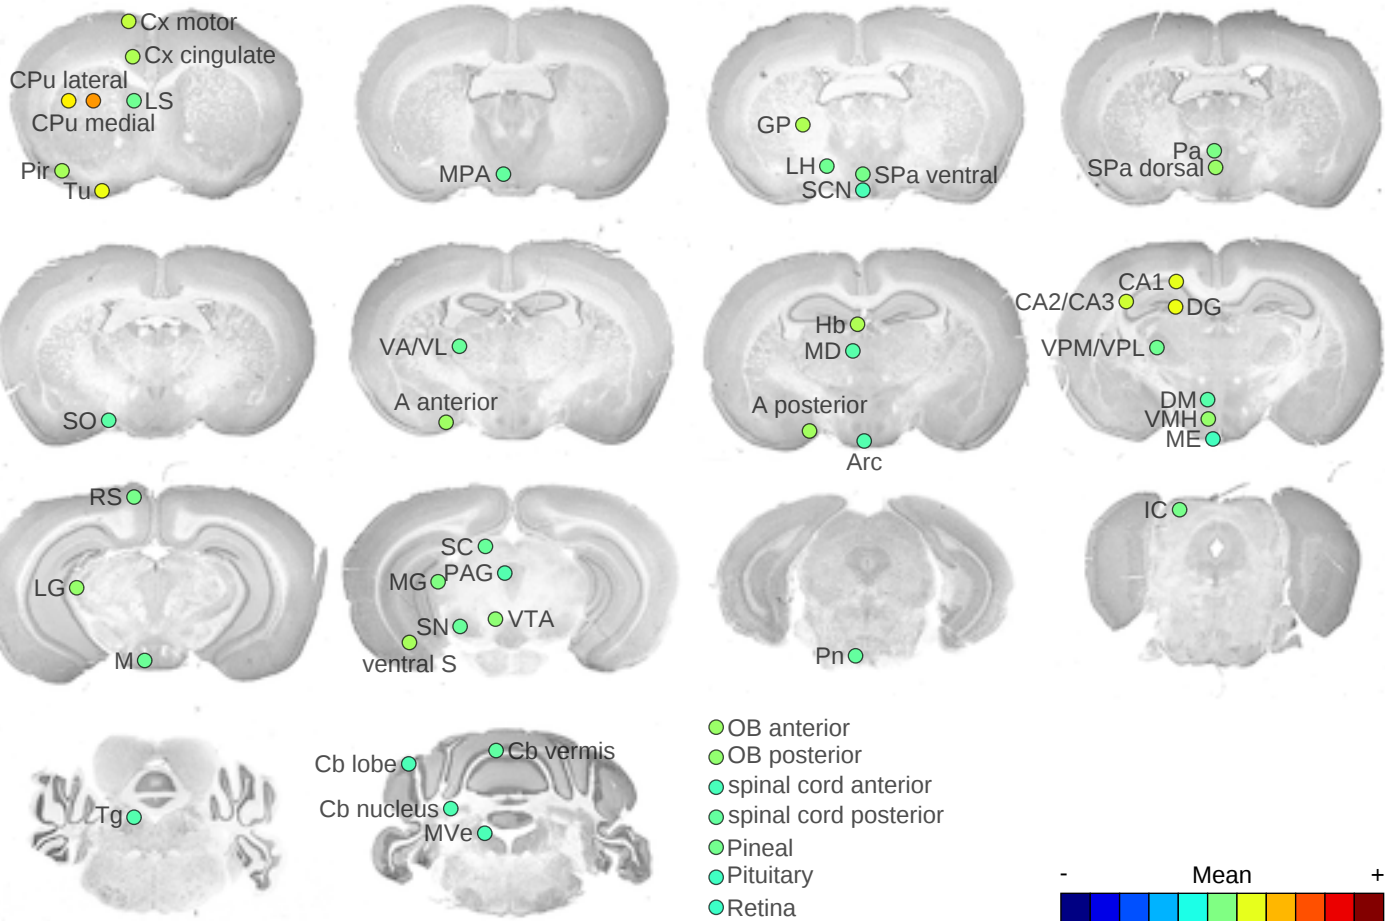 Cx motor
Cx cingulate
CPu lateral
LS
CPu medial
Pir
Tu
MPA
GP
LH
SPa ventral
SCN
Pa
SPa dorsal
SO
VA/VL
A anterior
Hb
MD
A posterior
Arc
CA1
CA2/CA3
DG
VPM/VPL
DM
VMH
ME
RS
LG
M
SC
PAG
MG
VTA
SN
ventral S
Pn
IC
Tg
Cb vermis
Cb lobe
Cb nucleus
MVe
OB anterior
OB posterior
spinal cord anterior
spinal cord posterior
Pineal
Pituitary
Retina
- Mean +